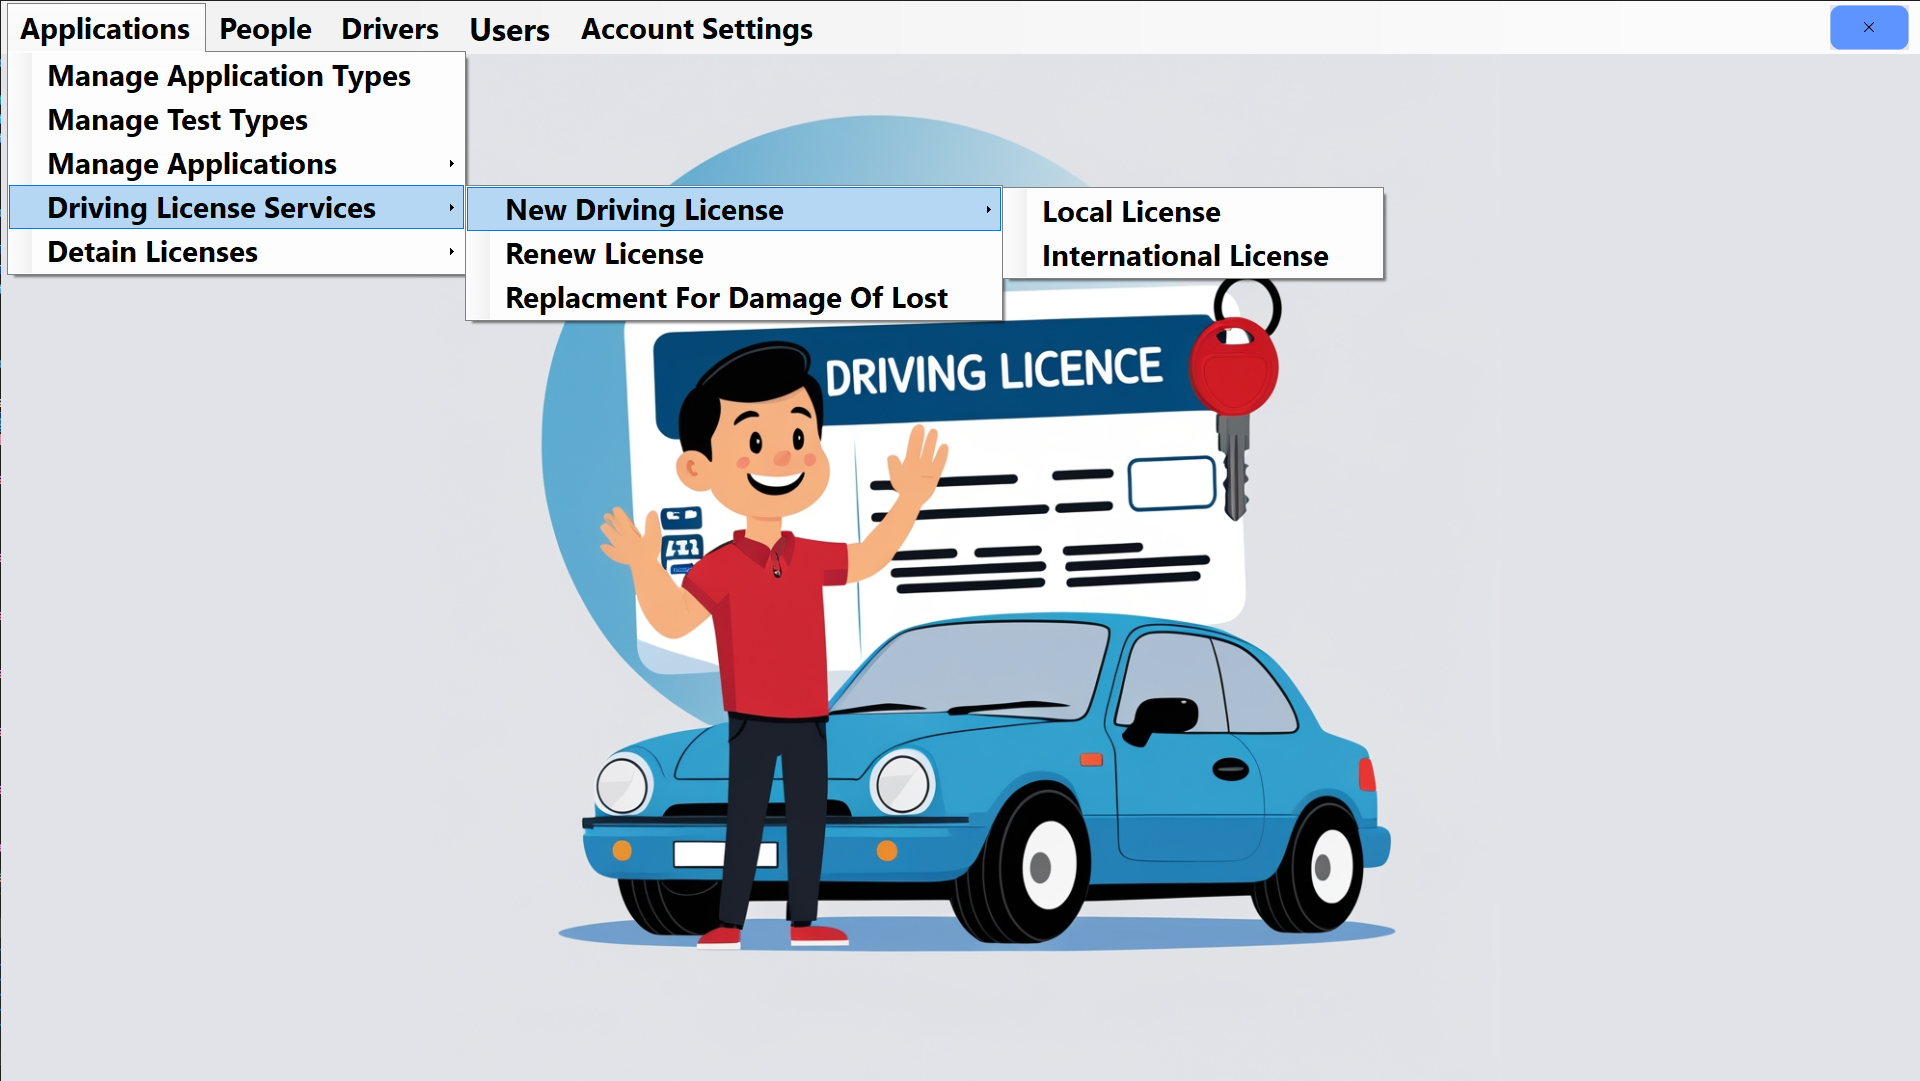 Applications People Drivers Users Account Settings
Manage Application Types
Manage Test Types
Manage Applications
Driving License Services
Detain Licenses
New Driving License
Renew License
Replacment For Damage Of Lost
Local License
International License
DRIVING LICENCE